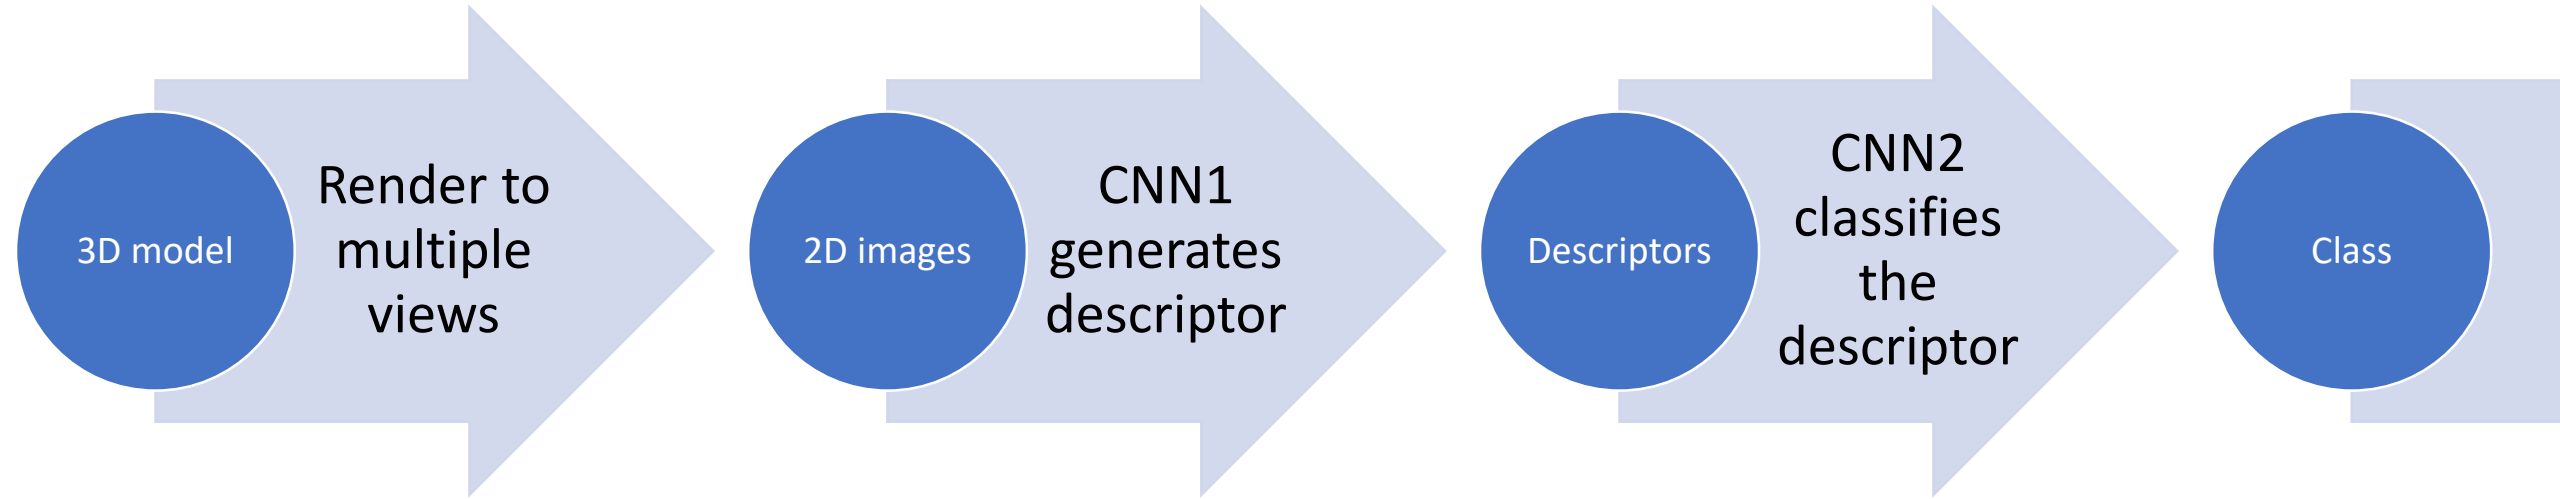 3D model
Render to
multiple
views
2D images
CNN1
generates
descriptor
Descriptors
CNN2
classifies
the
descriptor
Class